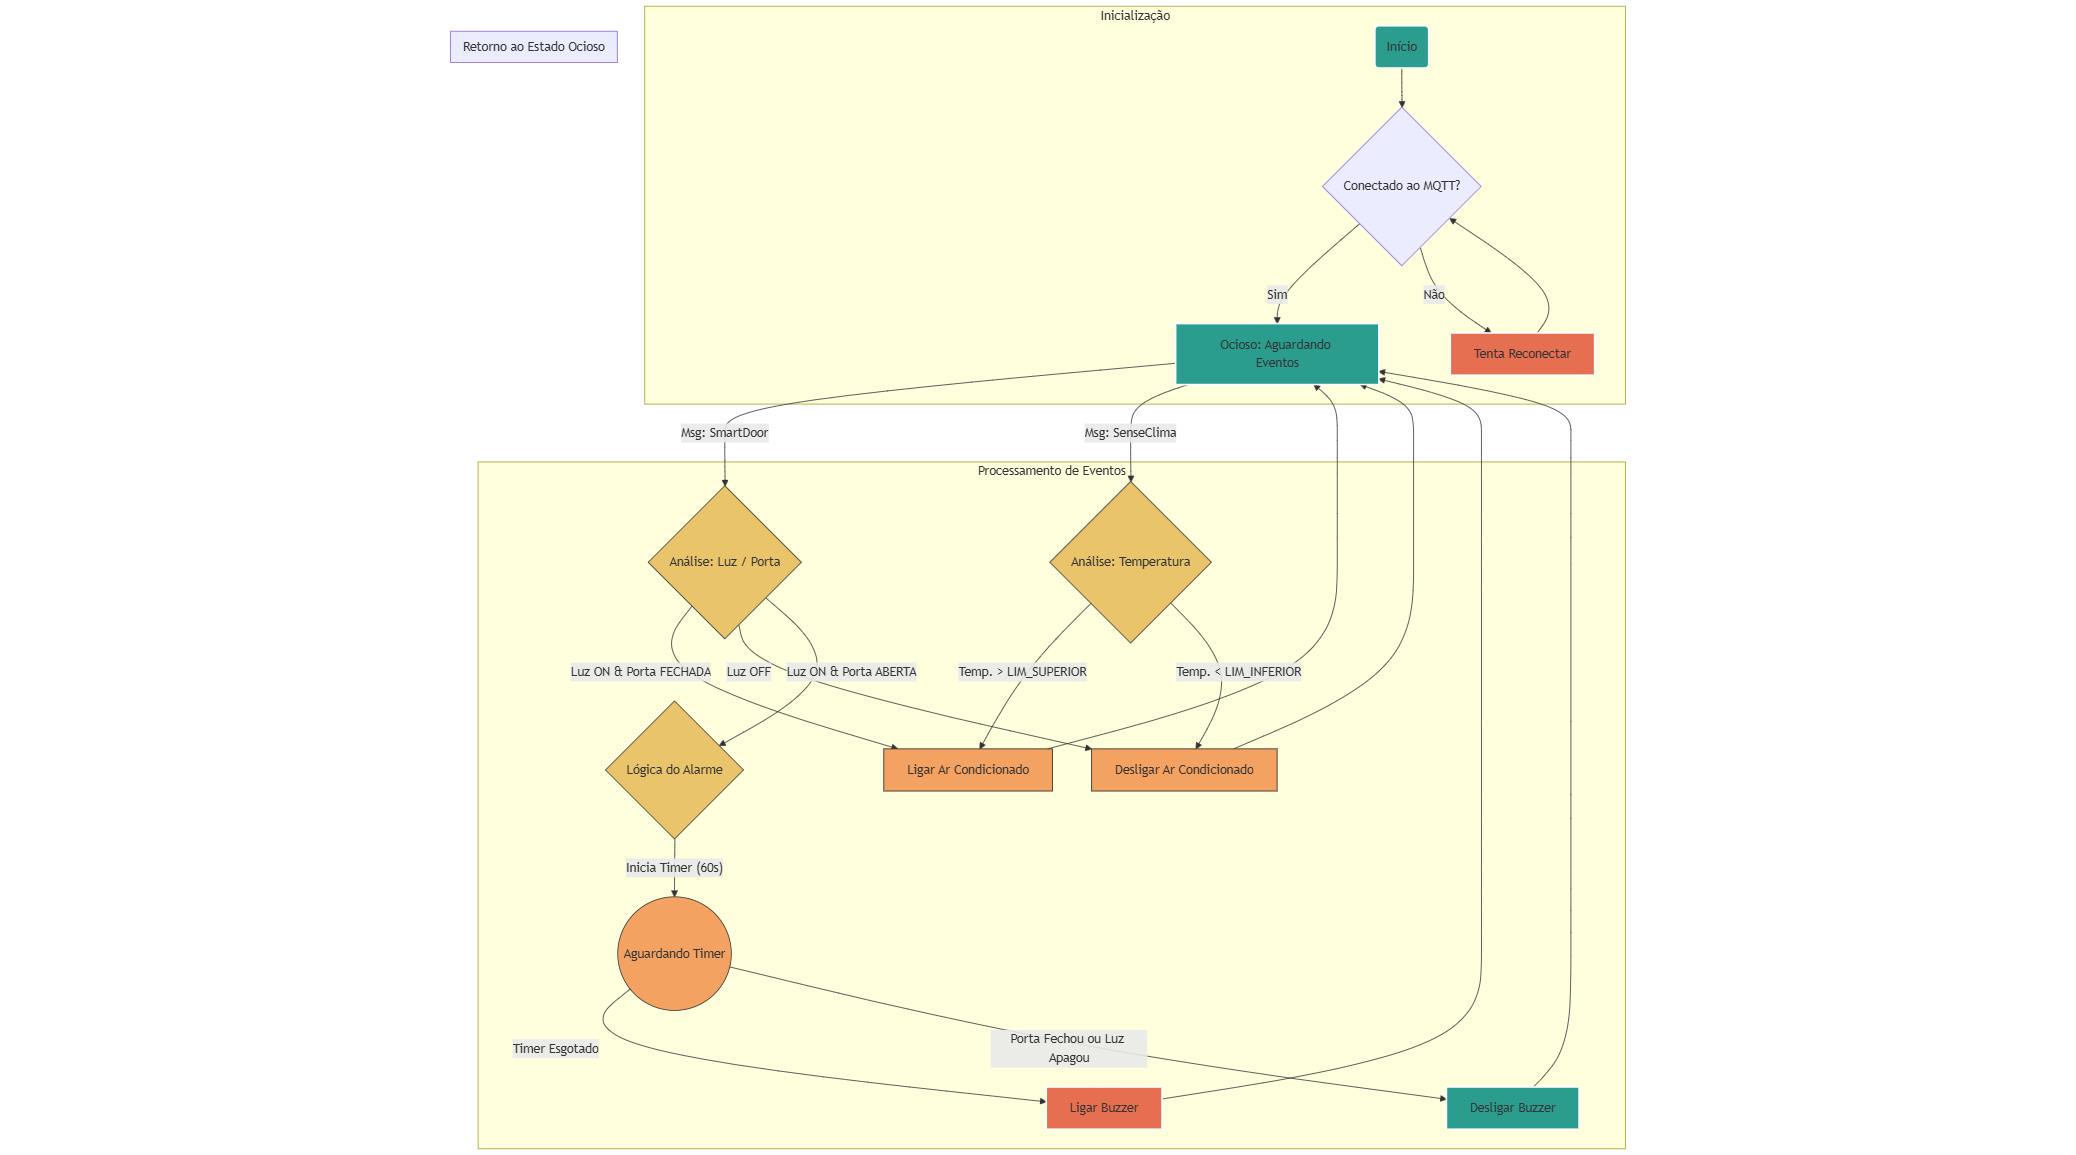 Inicialização
Retorno ao Estado Ocioso
Início
Conectado ao MQTT?
Sim
Não
Ocioso: Aguardando
Eventos
Tenta Reconectar
Msg: SmartDoor
Msg: SenseClima
Processamento de Eventos
Análise: Luz / Porta
Análise: Temperatura
Luz ON & Porta FECHADA
Luz OFF
Luz ON & Porta ABERTA
Temp. > LIM_SUPERIOR
Temp. < LIM_INFERIOR
Lógica do Alarme
Ligar Ar Condicionado
Desligar Ar Condicionado
Inicia Timer (60s)
Aguardando Timer
Timer Esgotado
Porta Fechou ou Luz
Apagou
Ligar Buzzer
Desligar Buzzer